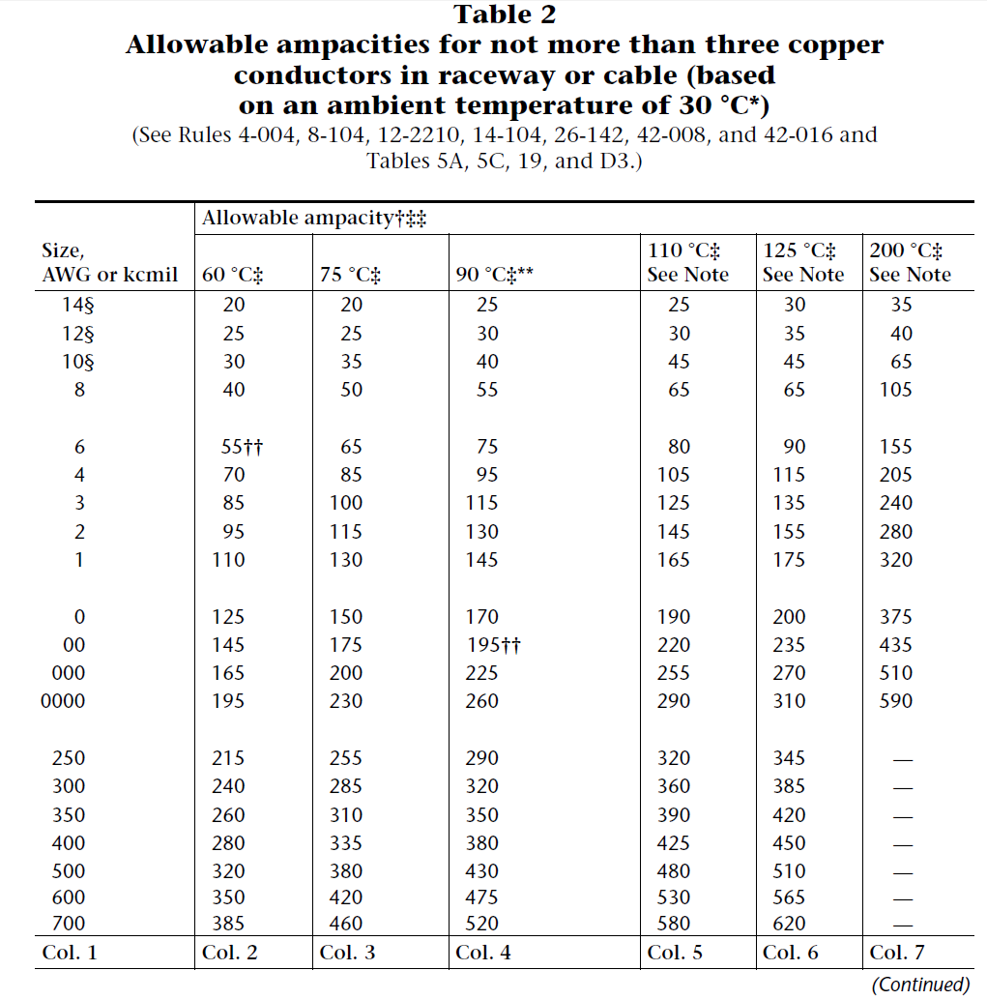 Table 2
Allowable ampacities for not more than three copper
conductors in raceway or cable (based
on an ambient temperature of 30 °C*)
(See Rules 4-004, 8-104, 12-2210, 14-104, 26-142, 42-008, and 42-016 and
Tables 5A, 5C, 19, and D3.)
Allowable ampacity†‡‡
Size,
AWG or kcmil 60 °C‡ 75 °C‡ 90 °C‡** 110 °C‡ See Note 125 °C‡ See Note 200 °C‡ See Note
14§ 20 20 25 25 30 35
12§ 25 25 30 30 35 40
10§ 30 35 40 45 45 65
8 40 50 55 65 65 105
6 55†† 65 75 80 90 155
4 70 85 95 105 115 205
3 85 100 115 125 135 240
2 95 115 130 145 155 280
1 110 130 145 165 175 320
0 125 150 170 190 200 375
00 145 175 195†† 220 235 435
000 165 200 225 255 270 510
0000 195 230 260 290 310 590
250 215 255 290 320 345 —
300 240 285 320 360 385 —
350 260 310 350 390 420 —
400 280 335 380 425 450 —
500 320 380 430 480 510 —
600 350 420 475 530 565 —
700 385 460 520 580 620 —
Col. 1 Col. 2 Col. 3 Col. 4 Col. 5 Col. 6 Col. 7
(Continued)